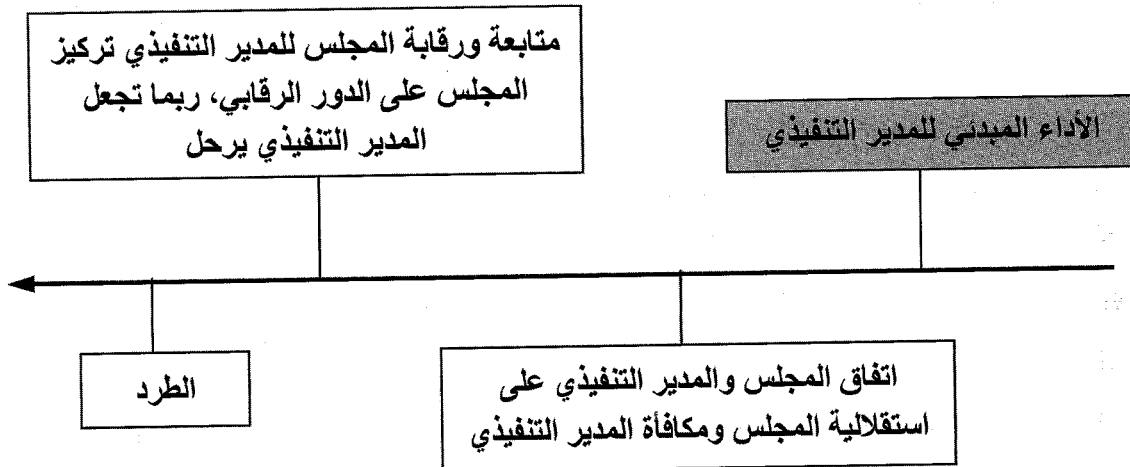 الأداء المبدئي للمدير التنفيذي
اتفاق المجلس والمدير التنفيذي على
استقلالية المجلس ومكافأة المدير التنفيذي
متابعة ورقابة المجلس للمدير التنفيذي تركيز
المجلس على الدور الرقابي، ربما تجعل
المدير التنفيذي يرحل
الطرد